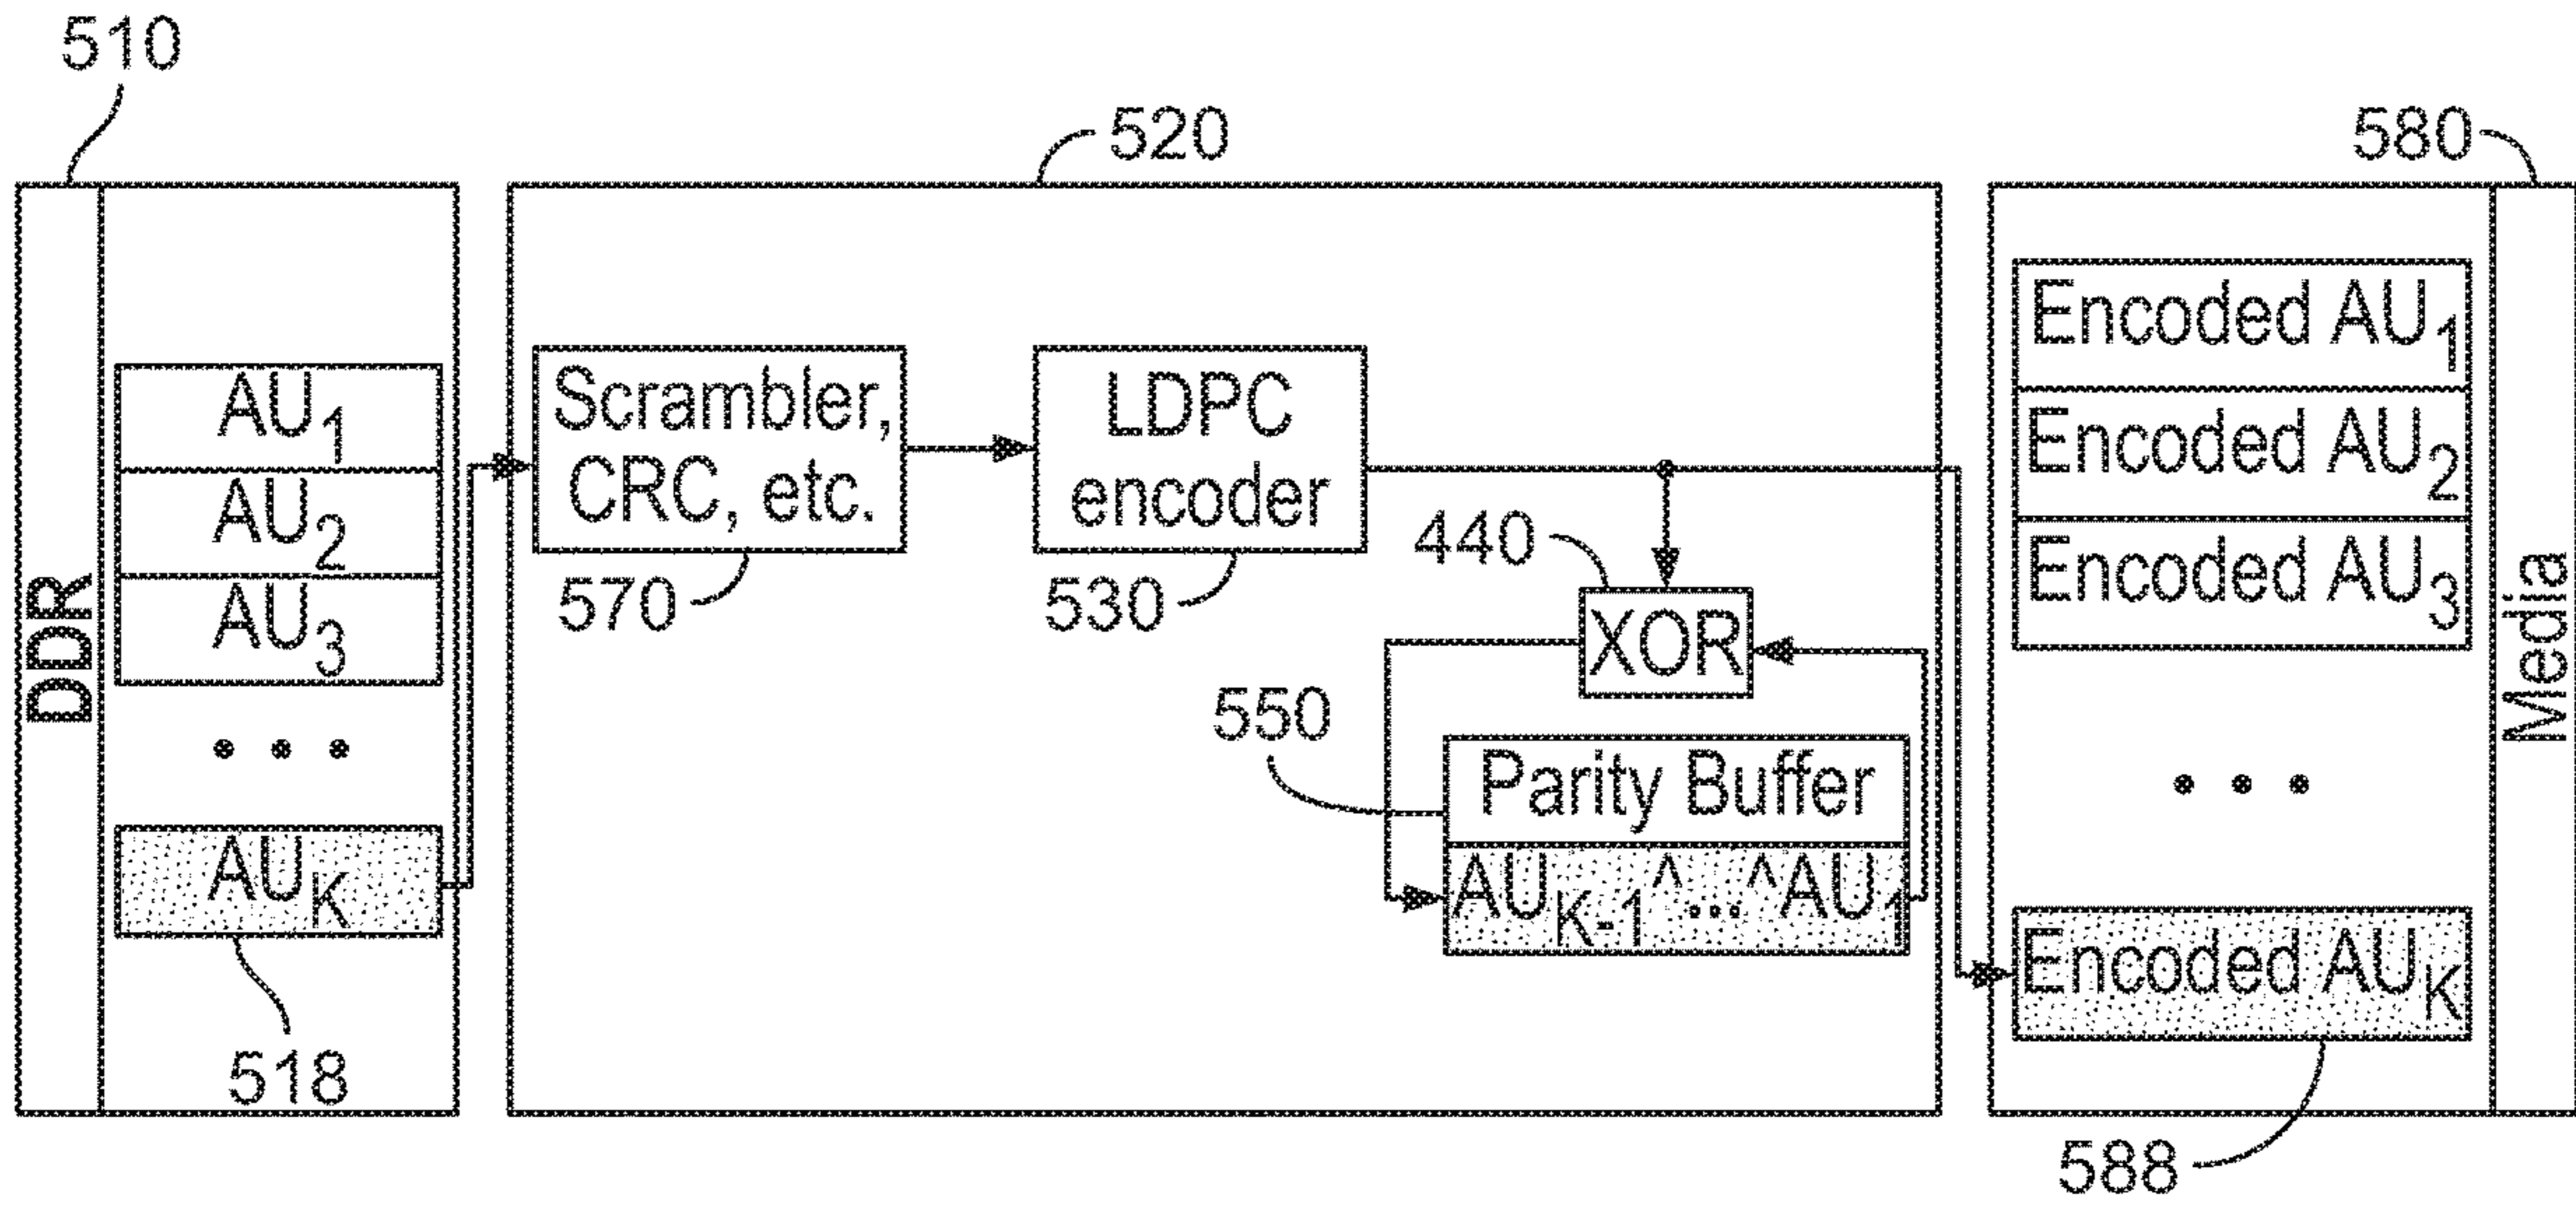 510
520
580
DDR
AU1
AU2
AU3
• • •
AUK
518
Scrambler,
CRC, etc.
570
LDPC
encoder
530
440
XOR
550
Parity Buffer
AUK-1^ ... ^AU1
Encoded AU1
Encoded AU2
Encoded AU3
• • •
Encoded AUK
588
Media